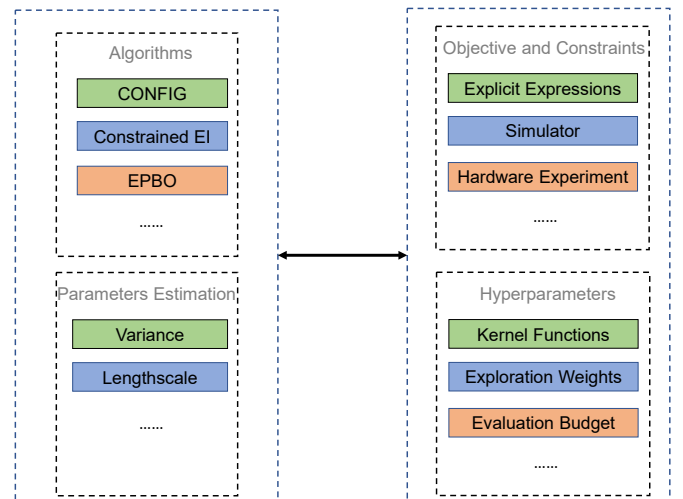 Algorithms
CONFIG
Constrained EI
EPBO
......
Parameters Estimation
Variance
Lengthscale
......
Objective and Constraints
Explicit Expressions
Simulator
Hardware Experiment
......
Hyperparameters
Kernel Functions
Exploration Weights
Evaluation Budget
......